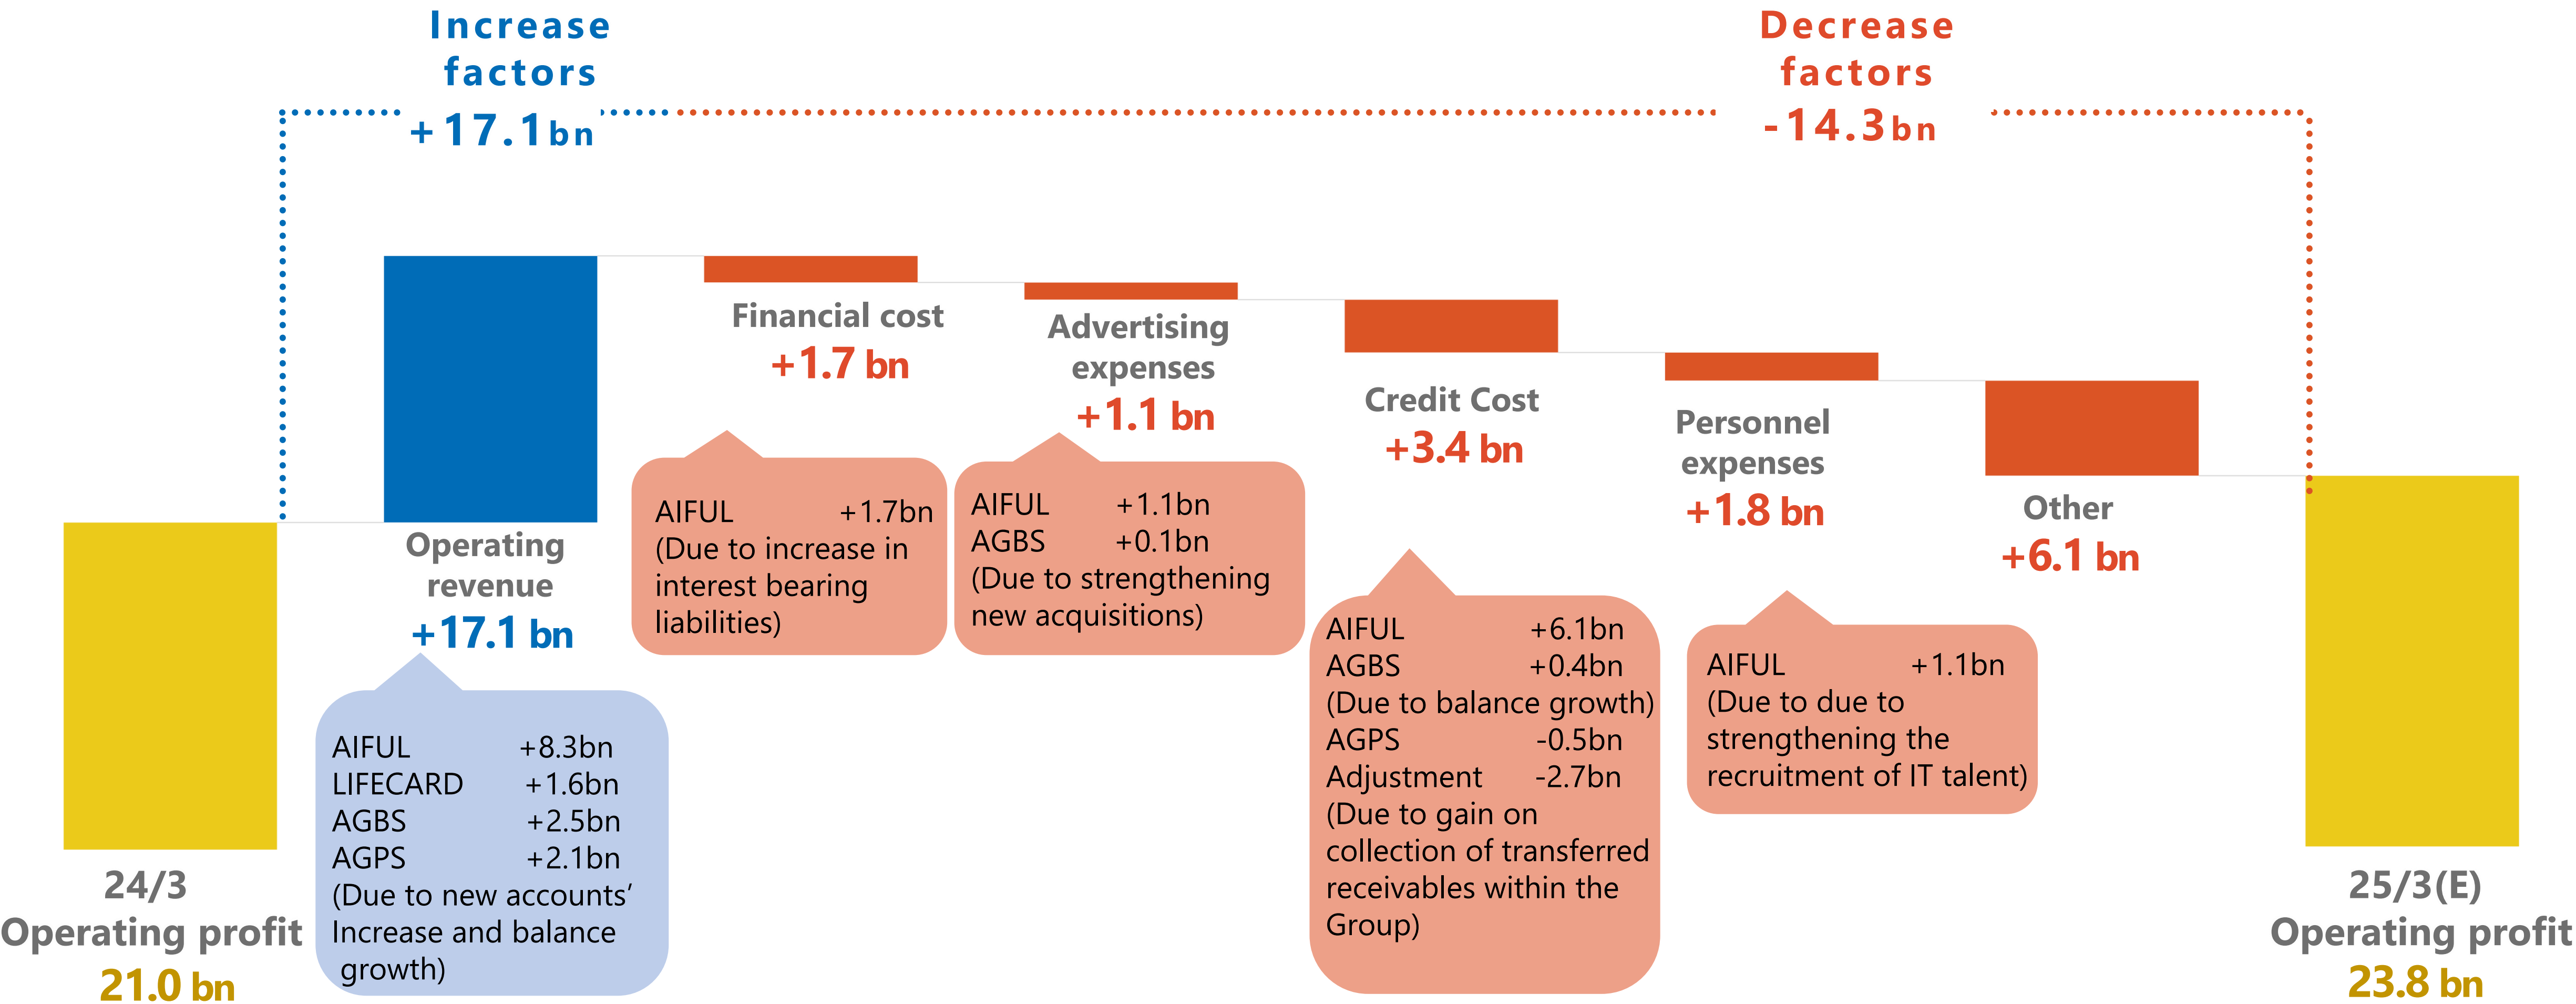 Increase
factors
+17.1bn
Decrease
factors
-14.3bn
24/3
Operating profit
21.0 bn
Operating
revenue
+17.1 bn
AIFUL +8.3bn
LIFECARD +1.6bn
AGBS +2.5bn
AGPS +2.1bn
(Due to new accounts’
Increase and balance
growth)
Financial cost
+1.7 bn
AIFUL +1.7bn
(Due to increase in
interest bearing
liabilities)
Advertising
expenses
+1.1 bn
AIFUL +1.1bn
AGBS +0.1bn
(Due to strengthening
new acquisitions)
Credit Cost
+3.4 bn
AIFUL +6.1bn
AGBS +0.4bn
(Due to balance growth)
AGPS -0.5bn
Adjustment -2.7bn
(Due to gain on
collection of transferred
receivables within the
Group)
Personnel
expenses
+1.8 bn
AIFUL +1.1bn
(Due to due to
strengthening the
recruitment of IT talent)
Other
+6.1 bn
25/3(E)
Operating profit
23.8 bn